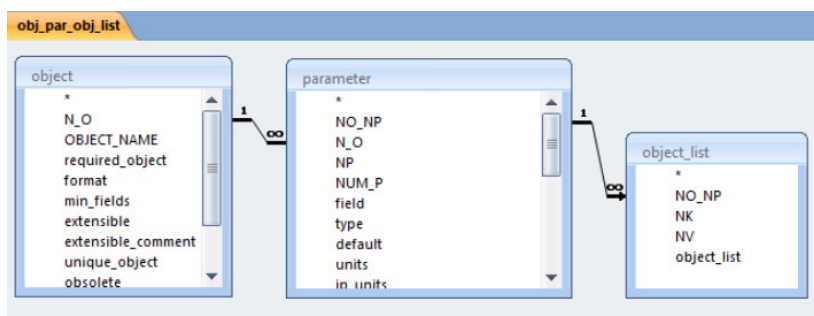 obj_par_obj_list
object
*
N_O
OBJECT_NAME
required_object
format
min_fields
extensible
extensible_comment
unique_object
obsolete
1
∞
parameter
*
NO_NP
N_O
NP
NUM_P
field
type
default
units
ip_units
1
∞
object_list
*
NO_NP
NK
NV
object_list